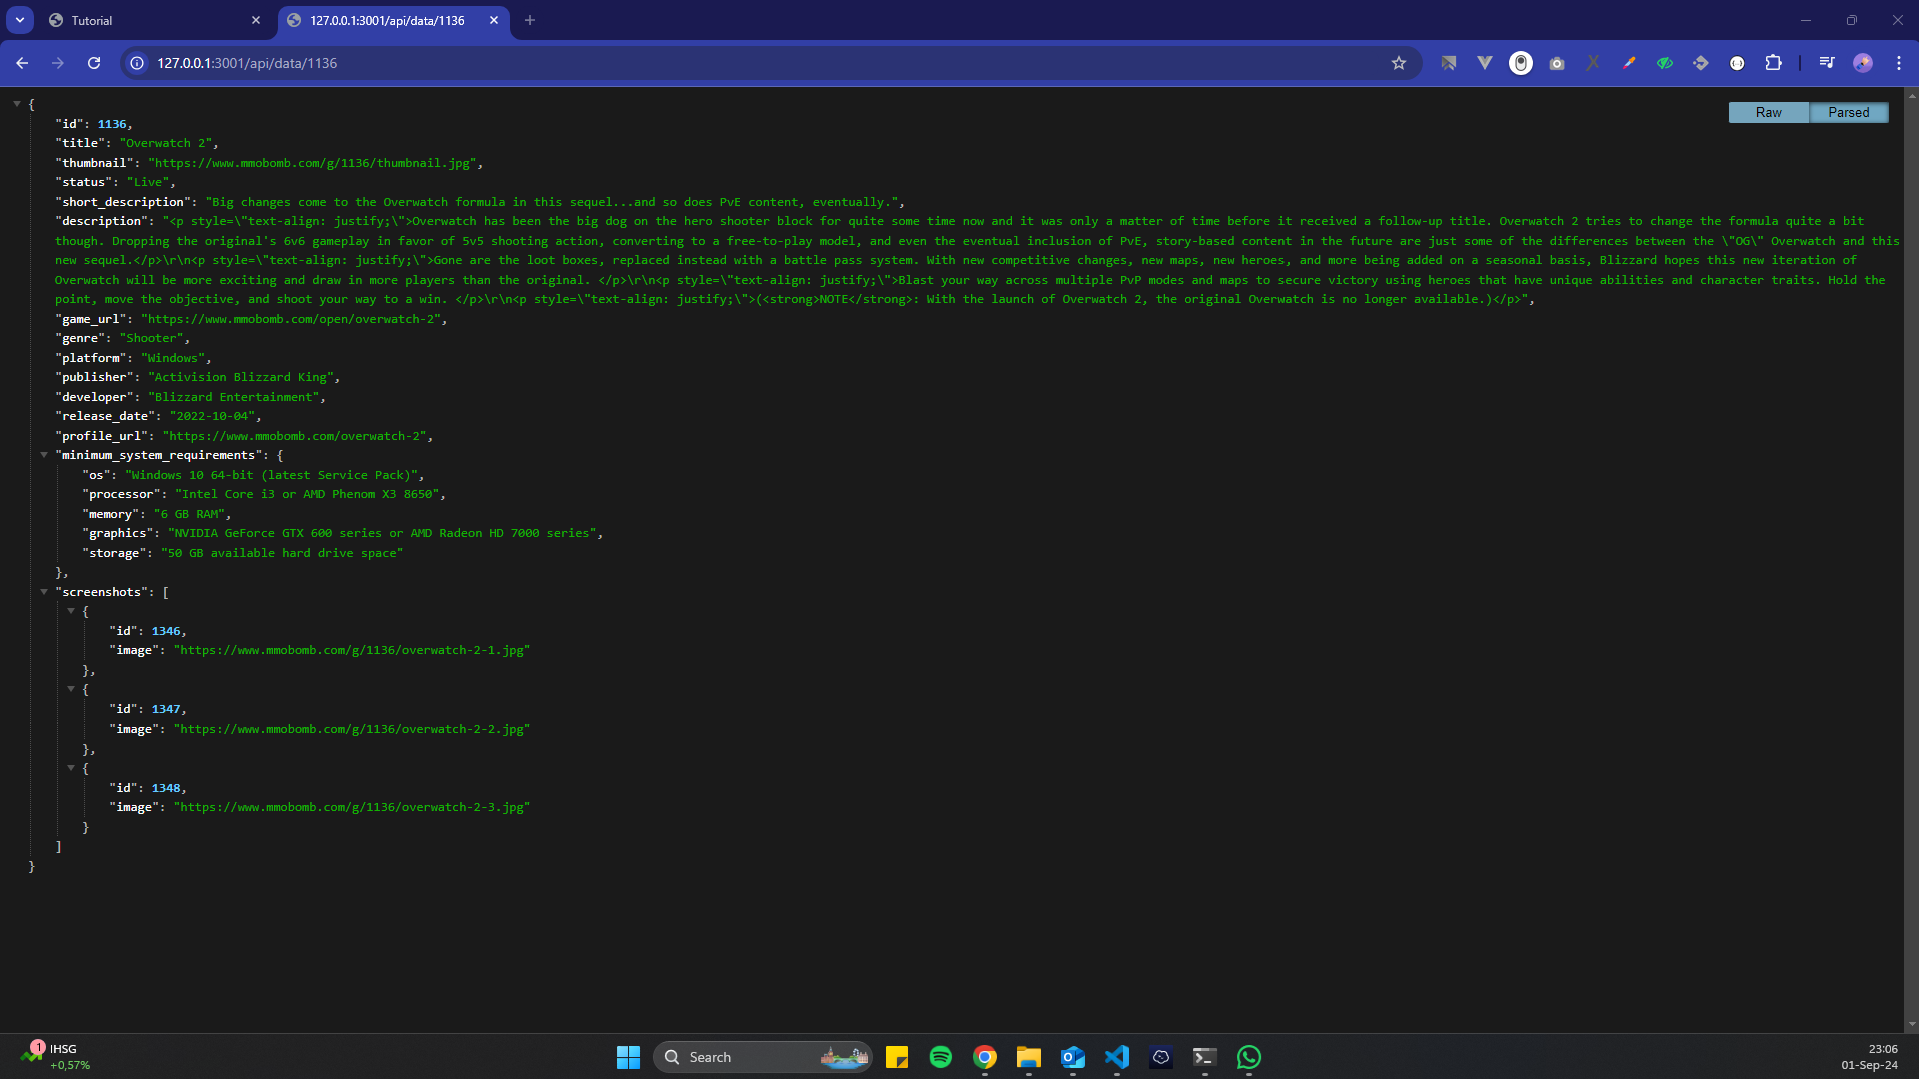 Tutorial
127.0.0.1:3001/api/data/1136
127.0.0.1:3001/api/data/1136
Raw
Parsed
{
"id": 1136,
"title": "Overwatch 2",
"thumbnail": "https://www.mmobomb.com/g/1136/thumbnail.jpg",
"status": "Live",
"short_description": "Big changes come to the Overwatch formula in this sequel...and so does PvE content, eventually.",
"description": "<p style=\"text-align: justify;\">Overwatch has been the big dog on the hero shooter block for quite some time now and it was only a matter of time before it received a follow-up title. Overwatch 2 tries to change the formula quite a bit
though. Dropping the original's 6v6 gameplay in favor of 5v5 shooting action, converting to a free-to-play model, and even the eventual inclusion of PvE, story-based content in the future are just some of the differences between the \"OG\" Overwatch and this
new sequel.</p>\r\n<p style=\"text-align: justify;\">Gone are the loot boxes, replaced instead with a battle pass system. With new competitive changes, new maps, new heroes, and more being added on a seasonal basis, Blizzard hopes this new iteration of
Overwatch will be more exciting and draw in more players than the original. </p>\r\n<p style=\"text-align: justify;\">Blast your way across multiple PvP modes and maps to secure victory using heroes that have unique abilities and character traits. Hold the
point, move the objective, and shoot your way to a win. </p>\r\n<p style=\"text-align: justify;\">(<strong>NOTE</strong>: With the launch of Overwatch 2, the original Overwatch is no longer available.)</p>",
"game_url": "https://www.mmobomb.com/open/overwatch-2",
"genre": "Shooter",
"platform": "Windows",
"publisher": "Activision Blizzard King",
"developer": "Blizzard Entertainment",
"release_date": "2022-10-04",
"profile_url": "https://www.mmobomb.com/overwatch-2",
"minimum_system_requirements": {
"os": "Windows 10 64-bit (latest Service Pack)",
"processor": "Intel Core i3 or AMD Phenom X3 8650",
"memory": "6 GB RAM",
"graphics": "NVIDIA GeForce GTX 600 series or AMD Radeon HD 7000 series",
"storage": "50 GB available hard drive space"
},
"screenshots": [
{
"id": 1346,
"image": "https://www.mmobomb.com/g/1136/overwatch-2-1.jpg"
},
{
"id": 1347,
"image": "https://www.mmobomb.com/g/1136/overwatch-2-2.jpg"
},
{
"id": 1348,
"image": "https://www.mmobomb.com/g/1136/overwatch-2-3.jpg"
}
]
}
1
IHSG
+0,57%
Search
23:06
01-Sep-24